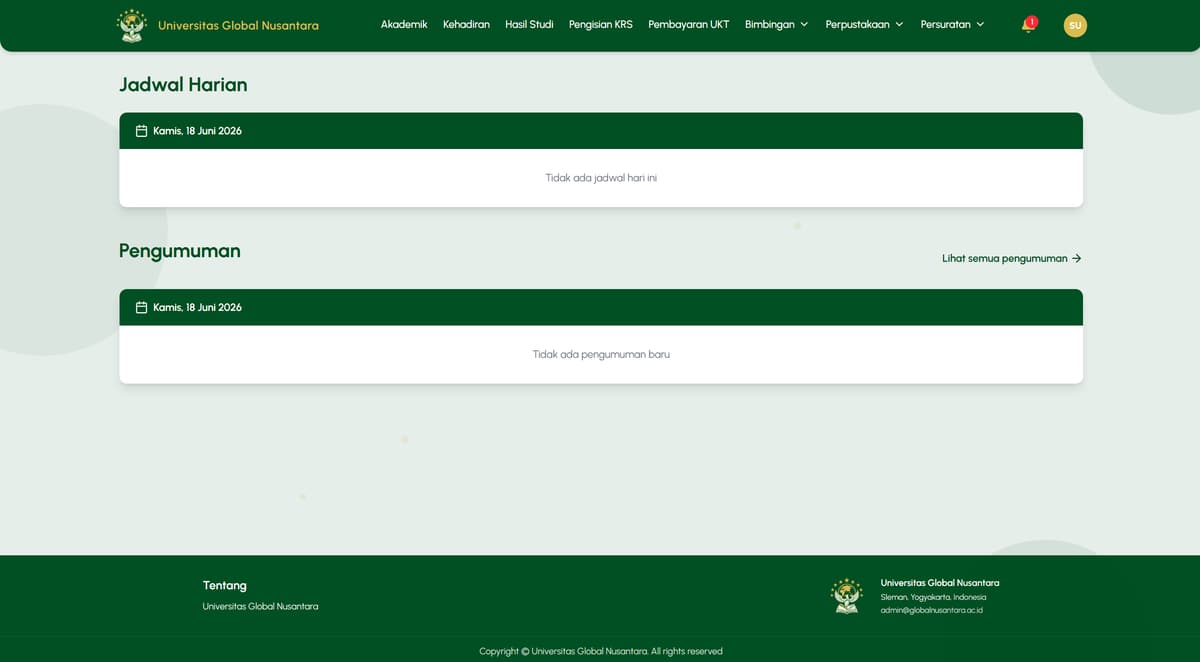 Universitas Global Nusantara
Akademik Kehadiran Hasil Studi Pengisian KRS Pembayaran UKT Bimbingan Perpustakaan Persuratan 1 SU
Jadwal Harian
Kamis, 18 Juni 2026
Tidak ada jadwal hari ini
Pengumuman
Lihat semua pengumuman
Kamis, 18 Juni 2026
Tidak ada pengumuman baru
Tentang
Universitas Global Nusantara
Universitas Global Nusantara
Sleman, Yogyakarta, Indonesia
admin@globalnusantara.ac.id
Copyright © Universitas Global Nusantara. All rights reserved